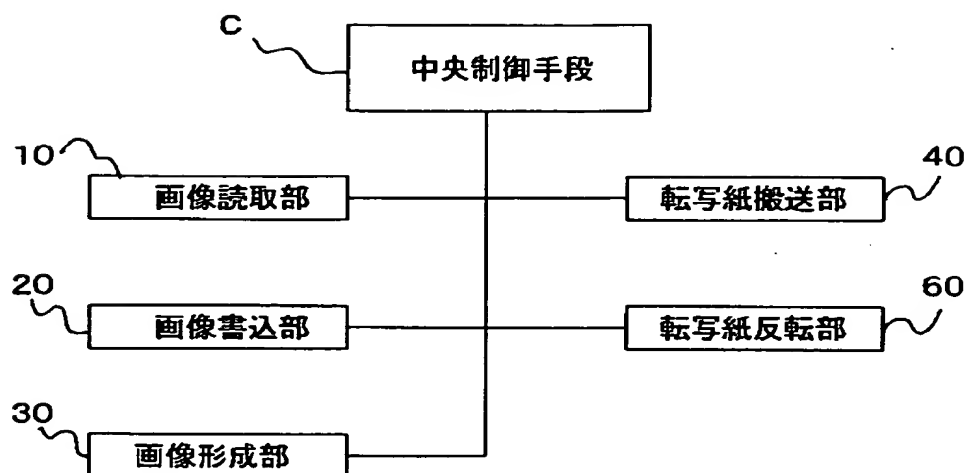 C
中央制御手段
10
画像読取部
40
転写紙搬送部
20
画像書込部
60
転写紙反転部
30
画像形成部